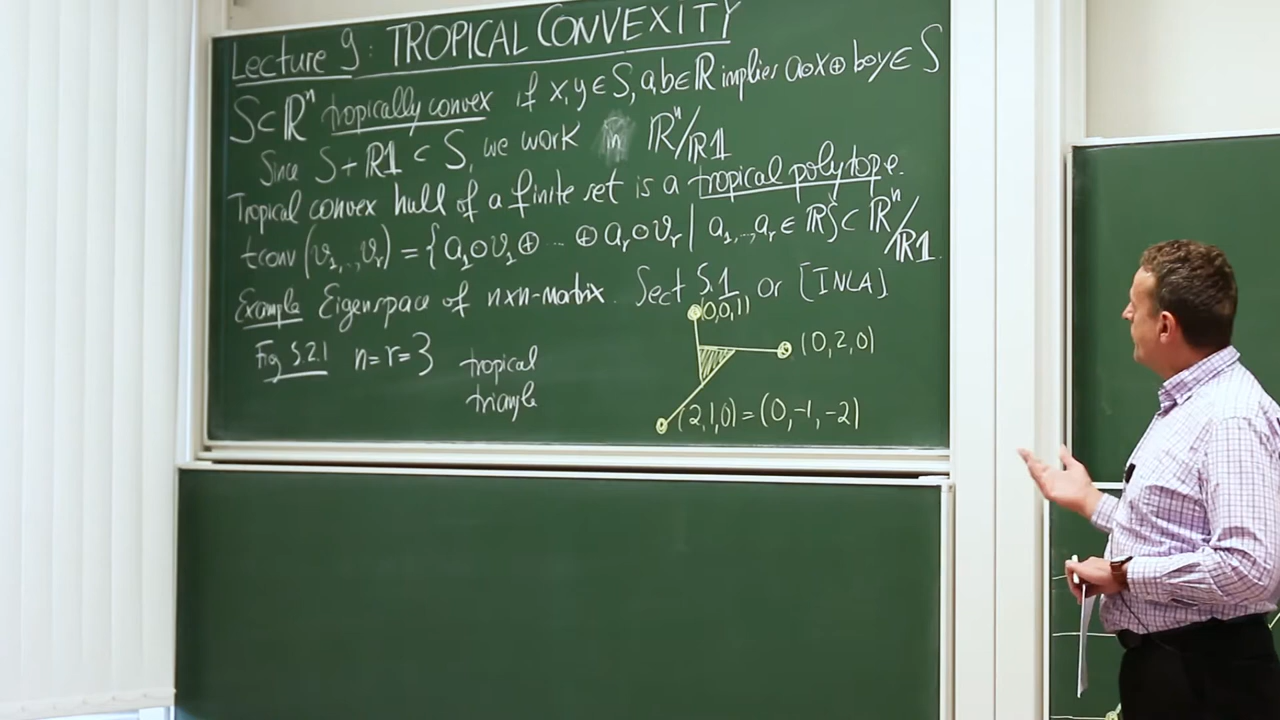 Lecture 9: TROPICAL CONVEXITY
S⊂ℝⁿ tropically convex if x,y ∈ S, a,b∈ℝ implies a⊙x⊕b⊙y∈S
Since S+ℝ𝟙 ⊂ S, we work in ℝⁿ/ℝ𝟙
Tropical convex hull of a finite set is a tropical polytope.
tconv(v₁,..,vᵣ) = {a₁⊙v₁⊕ ... ⊕ aᵣ⊙vᵣ | a₁,..,aᵣ ∈ ℝ} ⊂ ℝⁿ/ℝ𝟙.
Example Eigenspace of n×n-matrix. Sect 5.1 or [INLA]
(0,0,1)
Fig 5.2.1 n=r=3 tropical triangle
(0,2,0)
(2,1,0)=(0,-1,-2)